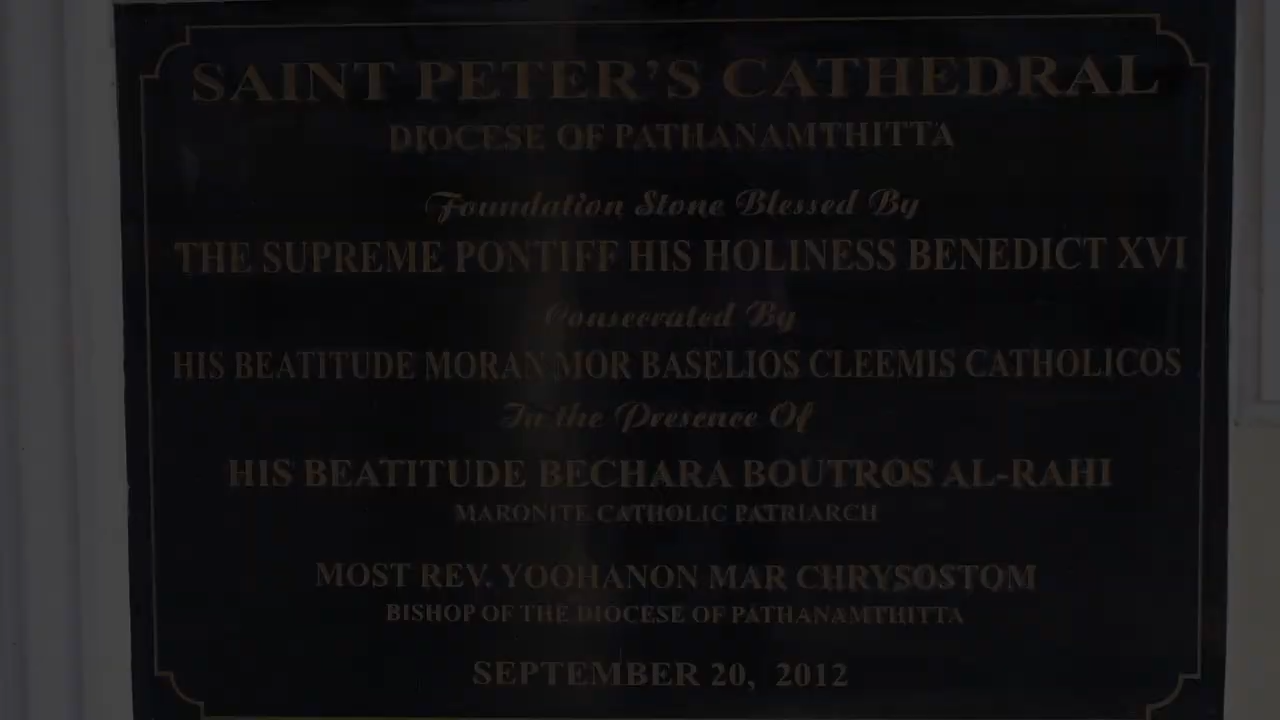 SAINT PETER'S CATHEDRAL
DIOCESE OF PATHANAMTHITTA
Foundation Stone Blessed By
THE SUPREME PONTIFF HIS HOLINESS BENEDICT XVI
Consecrated By
HIS BEATITUDE MORAN MOR BASELIOS CLEEMIS CATHOLICOS
In the Presence Of
HIS BEATITUDE BECHARA BOUTROS AL-RAHI
MARONITE CATHOLIC PATRIARCH
MOST REV. YOOHANON MAR CHRYSOSTOM
BISHOP OF THE DIOCESE OF PATHANAMTHITTA
SEPTEMBER 20, 2012